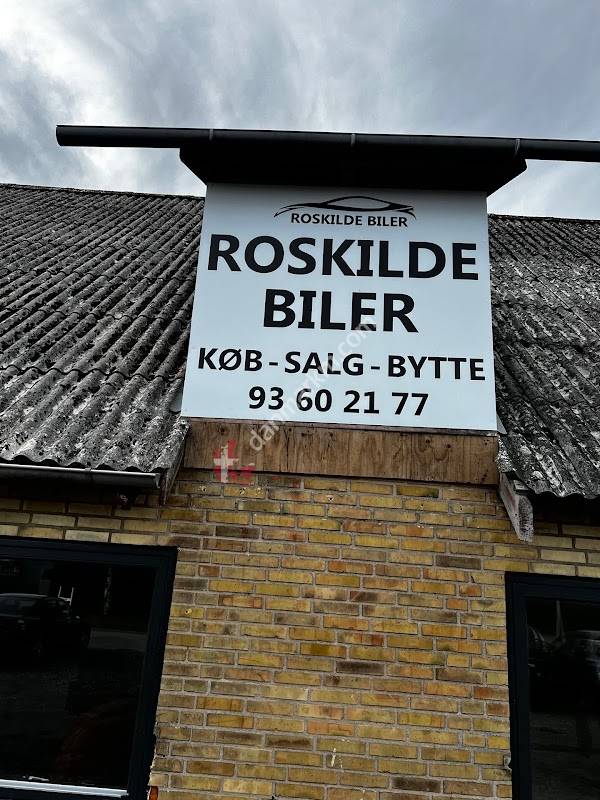 ROSKILDE BILER
ROSKILDE
BILER
KØB - SALG - BYTTE
93 60 21 77